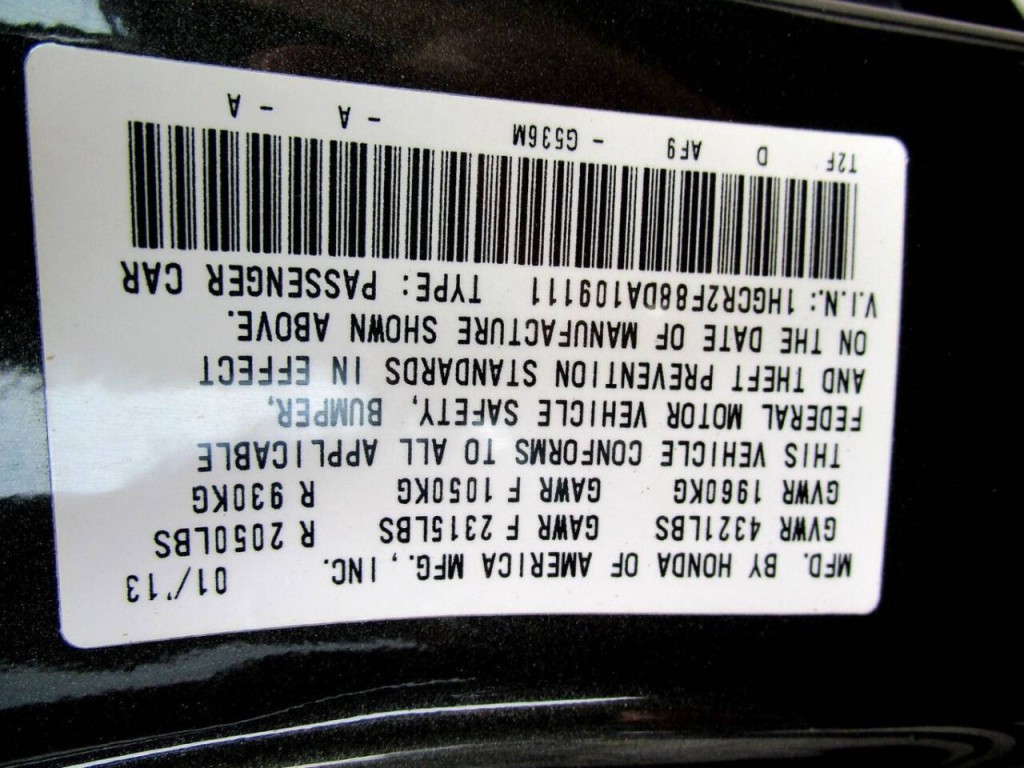 MFD. BY HONDA OF AMERICA MFG., INC. 01/'13
GVWR 4321LBS GAWR F 2315LBS R 2050LBS
GVWR 1960KG GAWR F 1050KG R 930KG
THIS VEHICLE CONFORMS TO ALL APPLICABLE
FEDERAL MOTOR VEHICLE SAFETY, BUMPER,
AND THEFT PREVENTION STANDARDS IN EFFECT
ON THE DATE OF MANUFACTURE SHOWN ABOVE.
V.I.N.: 1HGCR2F88DA109111 TYPE: PASSENGER CAR
T2F D AF9 - G536M - A - A